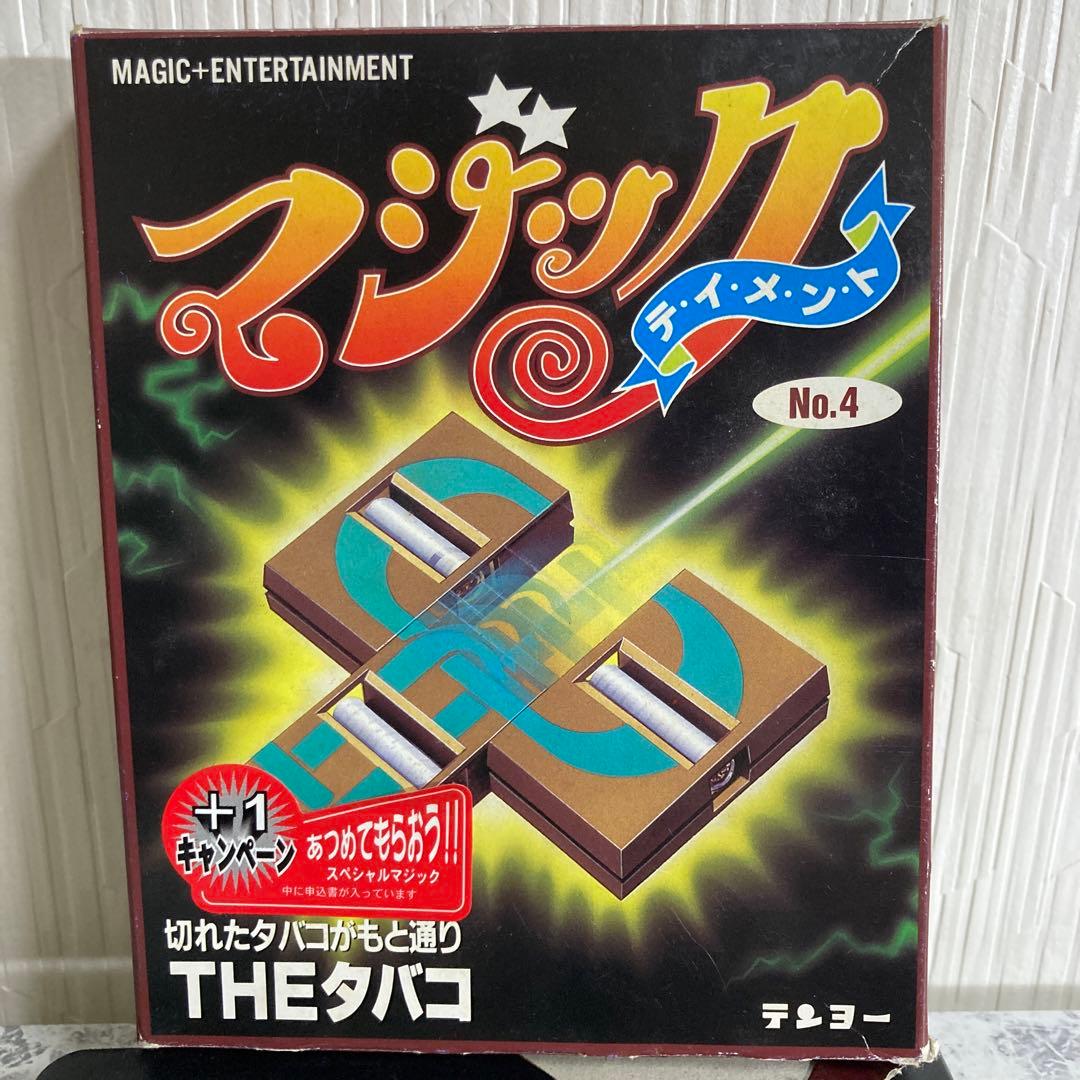 MAGIC+ENTERTAINMENT
マジック
テ・イ・メ・ン・ト
No.4
+1
キャンペーン
あつめてもらおう!!
スペシャルマジック
中に申込書が入っています
切れたタバコがもと通り
THEタバコ
テンヨー